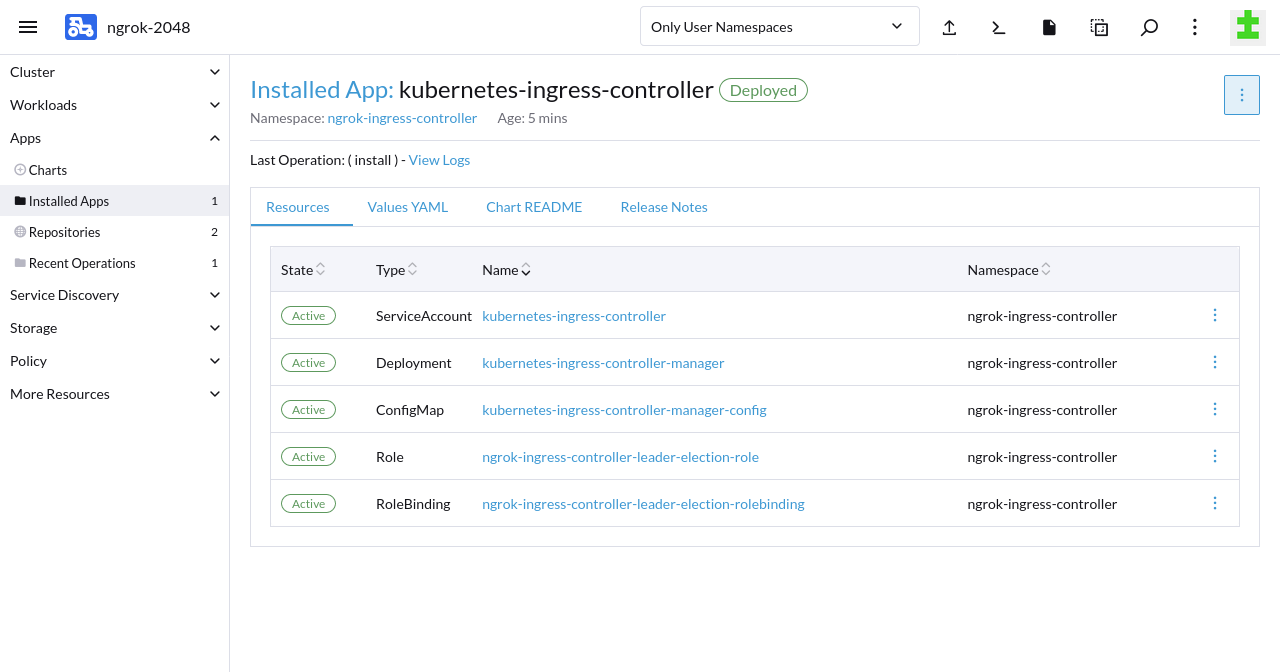 ngrok-2048
Only User Namespaces
Cluster
Workloads
Apps
Charts
Installed Apps 1
Repositories 2
Recent Operations 1
Service Discovery
Storage
Policy
More Resources
Installed App: kubernetes-ingress-controller Deployed
Namespace: ngrok-ingress-controller Age: 5 mins
Last Operation: ( install ) - View Logs
Resources Values YAML Chart README Release Notes
State Type Name Namespace
Active ServiceAccount kubernetes-ingress-controller ngrok-ingress-controller
Active Deployment kubernetes-ingress-controller-manager ngrok-ingress-controller
Active ConfigMap kubernetes-ingress-controller-manager-config ngrok-ingress-controller
Active Role ngrok-ingress-controller-leader-election-role ngrok-ingress-controller
Active RoleBinding ngrok-ingress-controller-leader-election-rolebinding ngrok-ingress-controller